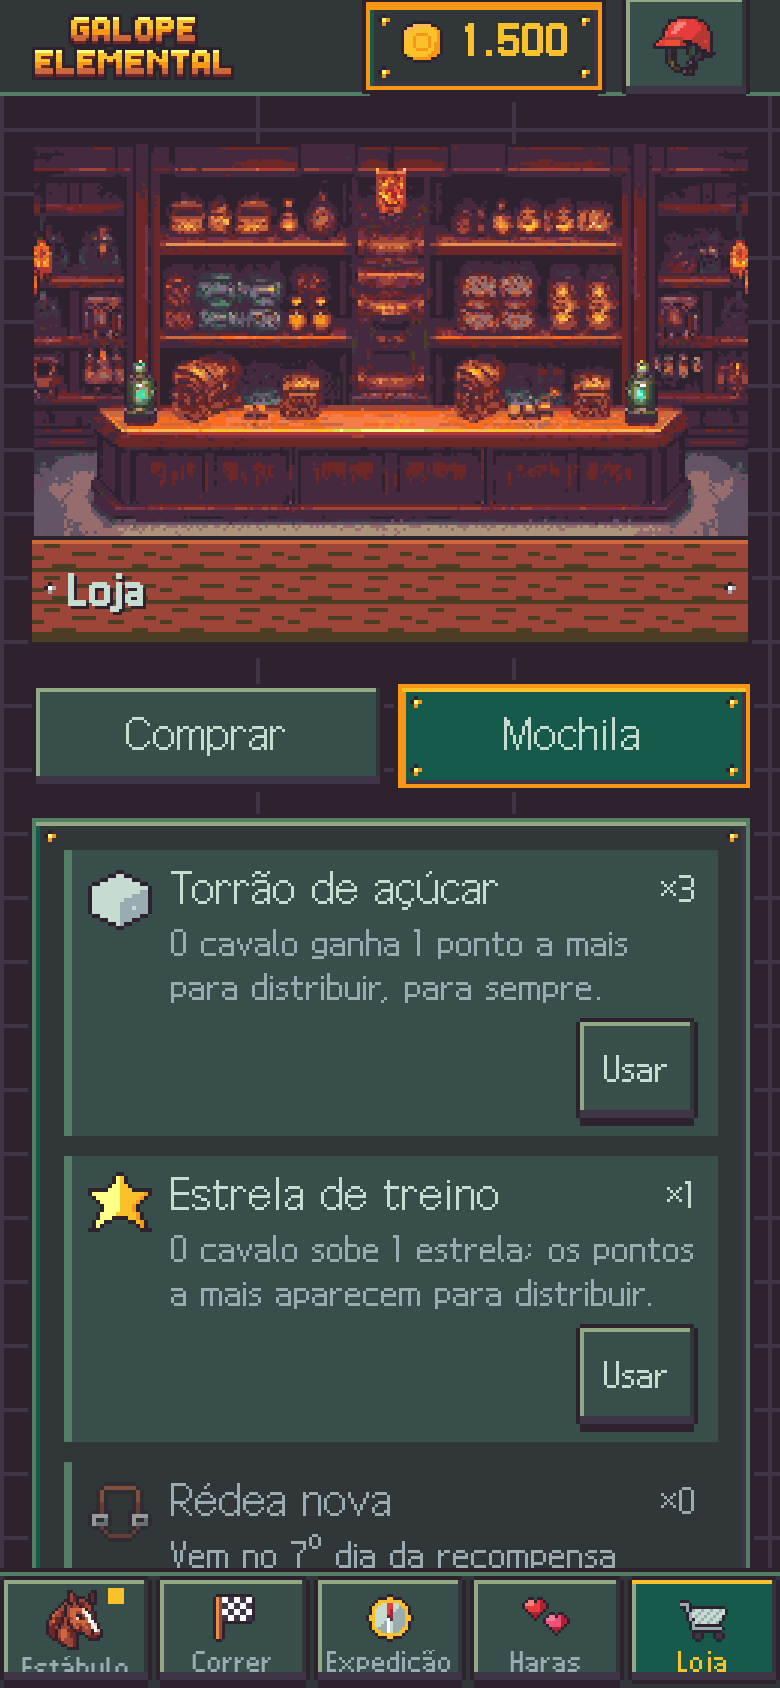 GALOPE
ELEMENTAL
1.500
Loja
Comprar
Mochila
Torrão de açúcar
×3
O cavalo ganha 1 ponto a mais
para distribuir, para sempre.
Usar
Estrela de treino
×1
O cavalo sobe 1 estrela; os pontos
a mais aparecem para distribuir.
Usar
Rédea nova
×0
Vem no 7º dia da recompensa
Estábulo
Correr
Expedição
Haras
Loja